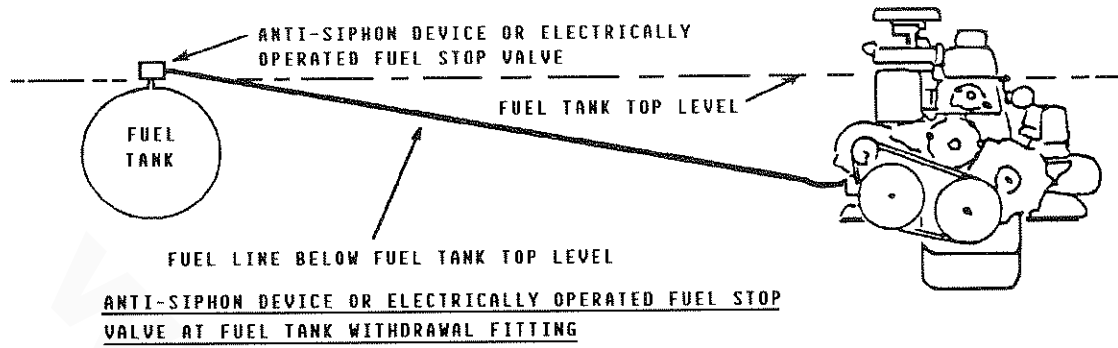 ANTI-SIPHON DEVICE OR ELECTRICALLY
OPERATED FUEL STOP VALVE
FUEL TANK TOP LEVEL
FUEL
TANK
FUEL LINE BELOW FUEL TANK TOP LEVEL
ANTI-SIPHON DEVICE OR ELECTRICALLY OPERATED FUEL STOP
VALVE AT FUEL TANK WITHDRAWAL FITTING